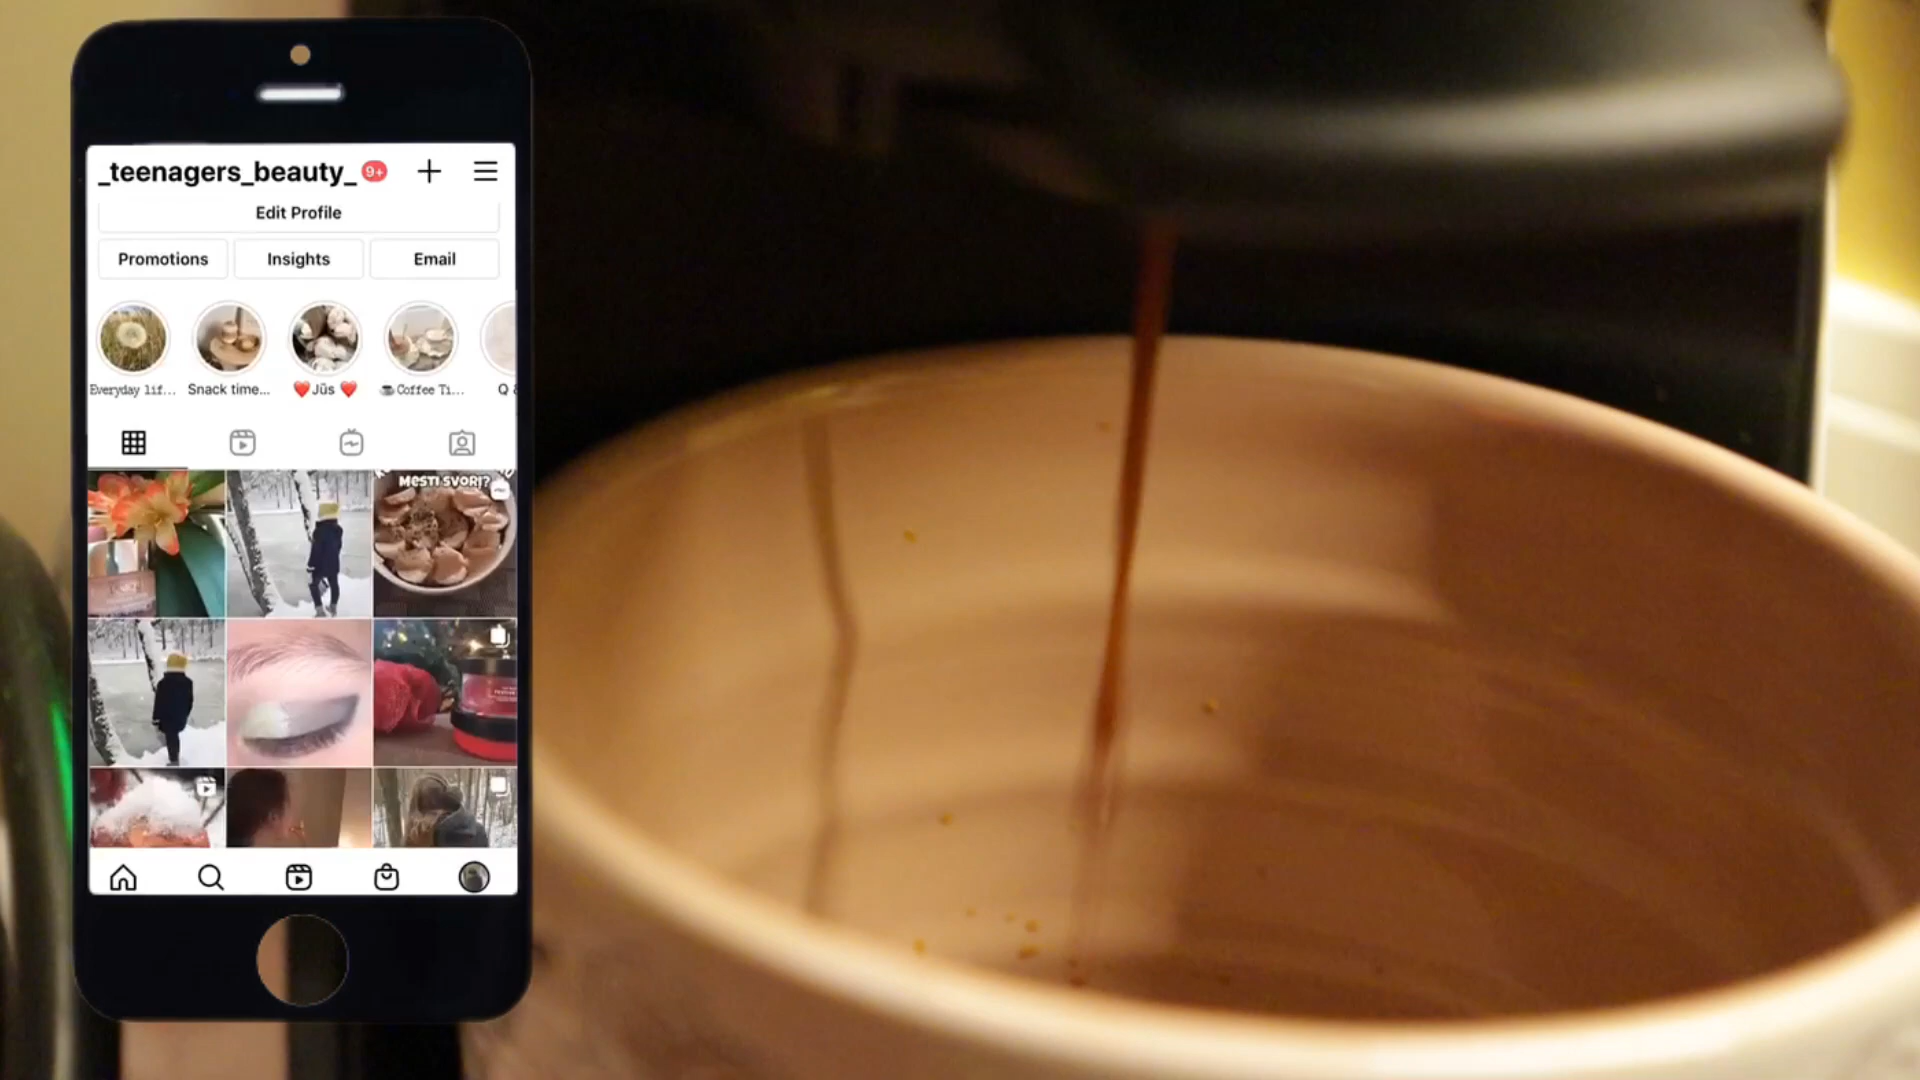 _teenagers_beauty_ 9+
Edit Profile
Promotions Insights Email
Everyday lif... Snack time... ❤️Jūs ❤️ ☕Coffee Ti... Q
MESTI SVORĮ?